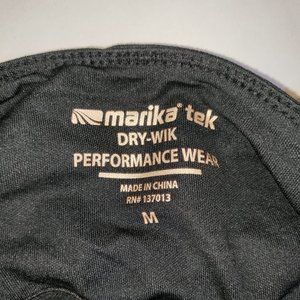 marika® tek
DRY-WIK
PERFORMANCE WEAR
MADE IN CHINA
RN# 137013
M